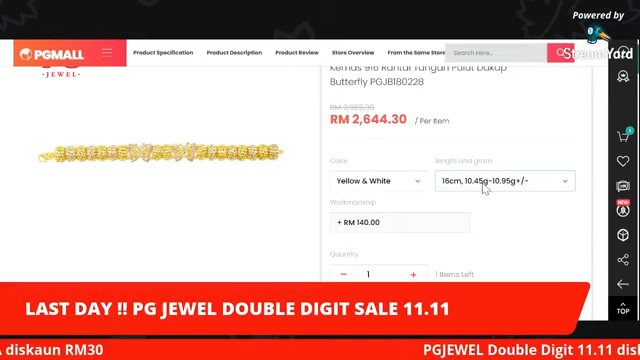 Powered by
StreamYard
PGMALL
Product Specification
Product Description
Product Review
Store Overview
From the Same Store
Search Here...
JEWEL
Kemas 916 Rantai Tangan Pulut Dakap
Butterfly PGJB180228
RM 2,955.30
RM 2,644.30 / Per Item
Color
length and gram
Yellow & White
16cm, 10.45g-10.95g+/-
Workmanship
+ RM 140.00
Quantity
- 1 +
1 Items Left
NEW
TOP
LAST DAY !! PG JEWEL DOUBLE DIGIT SALE 11.11
A diskaun RM30
PGJEWEL Double Digit 11.11 dis